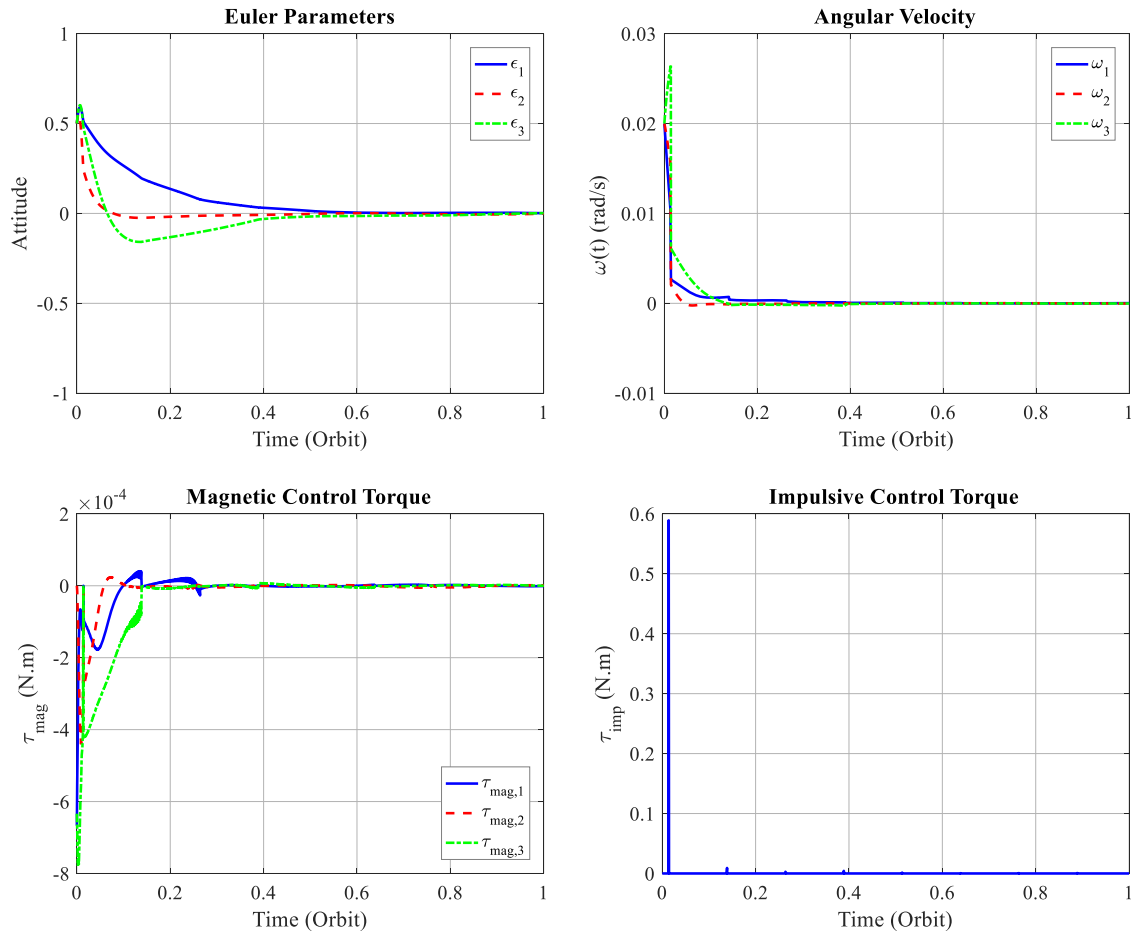 Euler Parameters
1
0.5
0
-0.5
-1
Attitude
ϵ1
ϵ2
ϵ3
0
0.2
0.4
0.6
0.8
1
Time (Orbit)
Angular Velocity
0.03
0.02
0.01
0
-0.01
ω(t) (rad/s)
ω1
ω2
ω3
0
0.2
0.4
0.6
0.8
1
Time (Orbit)
×10-4
Magnetic Control Torque
2
0
-2
-4
-6
-8
τmag (N.m)
τmag,1
τmag,2
τmag,3
0
0.2
0.4
0.6
0.8
1
Time (Orbit)
Impulsive Control Torque
0.6
0.5
0.4
0.3
0.2
0.1
0
τimp (N.m)
0
0.2
0.4
0.6
0.8
1
Time (Orbit)